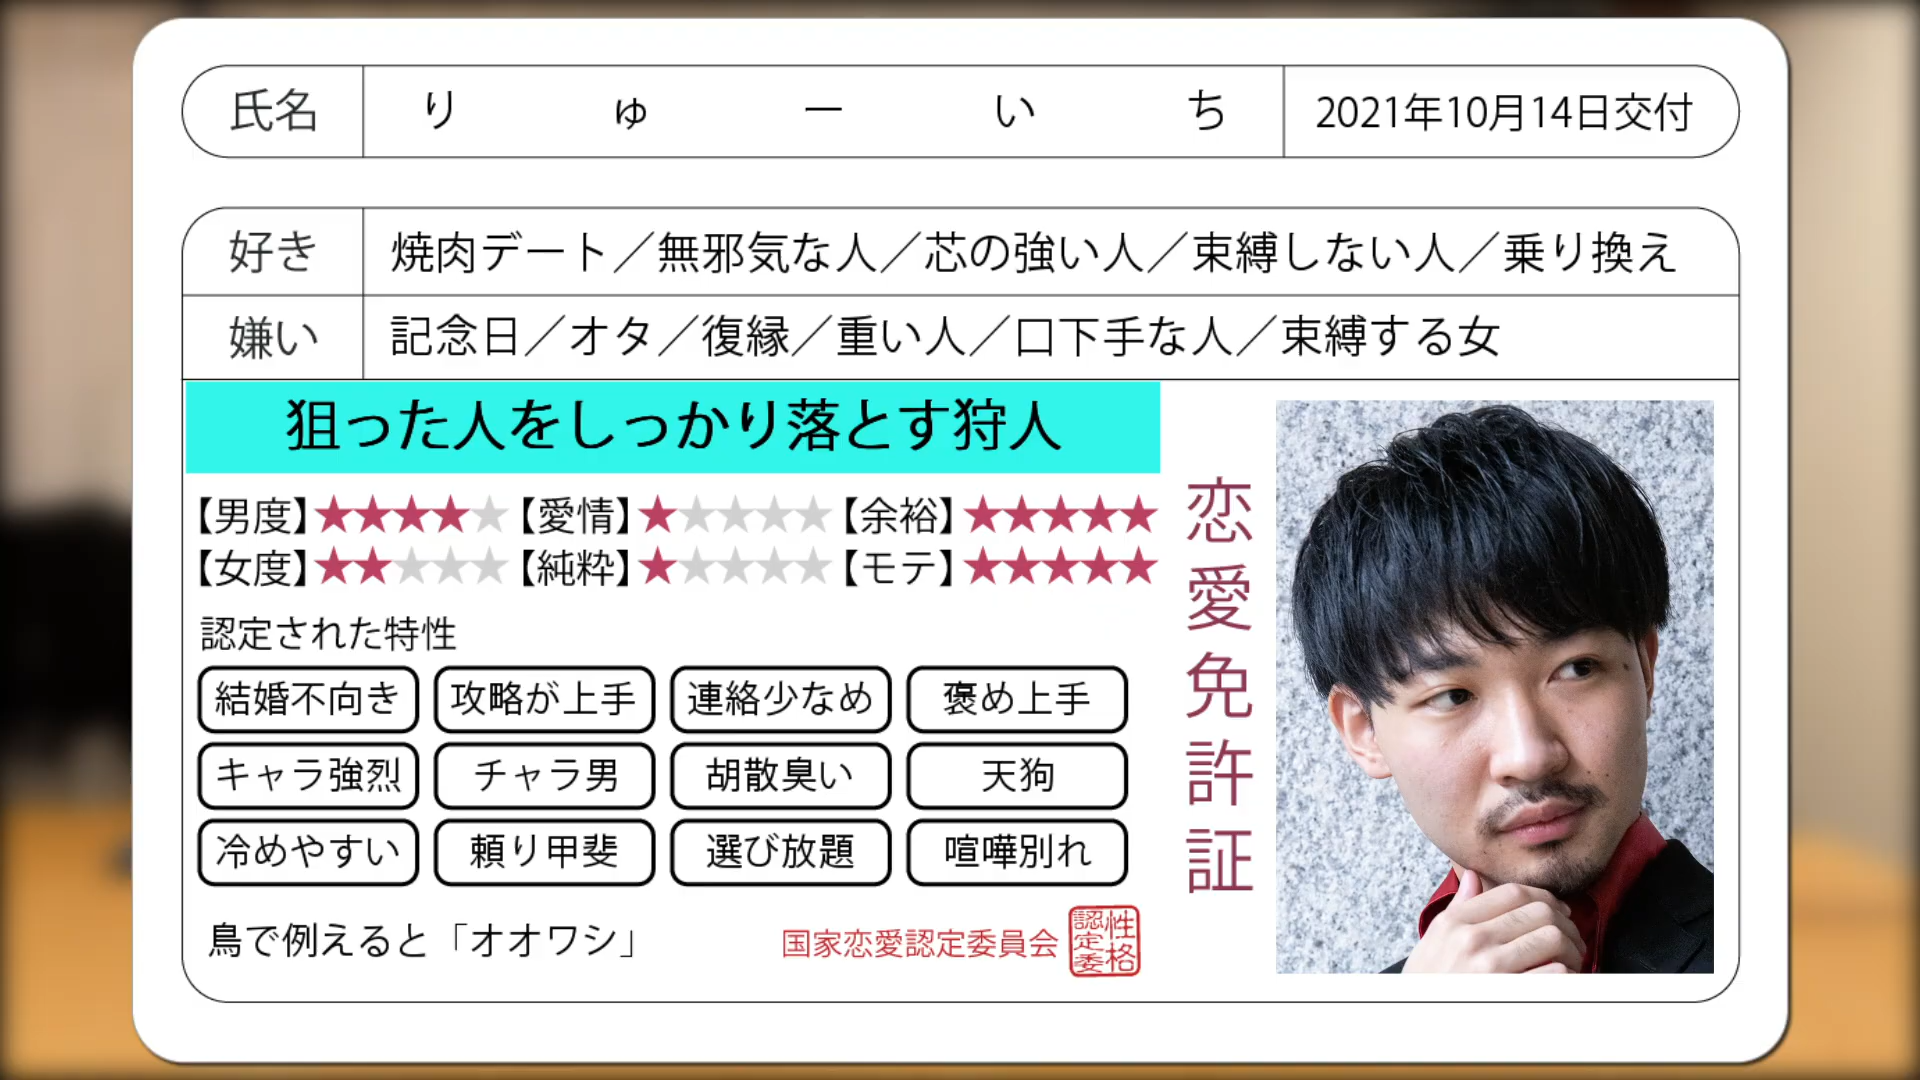 氏名 りゅーいち 2021年10月14日交付
好き 焼肉デート／無邪気な人／芯の強い人／束縛しない人／乗り換え
嫌い 記念日／オタ／復縁／重い人／口下手な人／束縛する女
狙った人をしっかり落とす狩人
【男度】★★★★★【愛情】★★★★★【余裕】★★★★★
【女度】★★★★★【純粋】★★★★★【モテ】★★★★★
認定された特性
結婚不向き 攻略が上手 連絡少なめ 褒め上手
キャラ強烈 チャラ男 胡散臭い 天狗
冷めやすい 頼り甲斐 選び放題 喧嘩別れ
鳥で例えると「オオワシ」
国家恋愛認定委員会
性格認定委
恋愛免許証